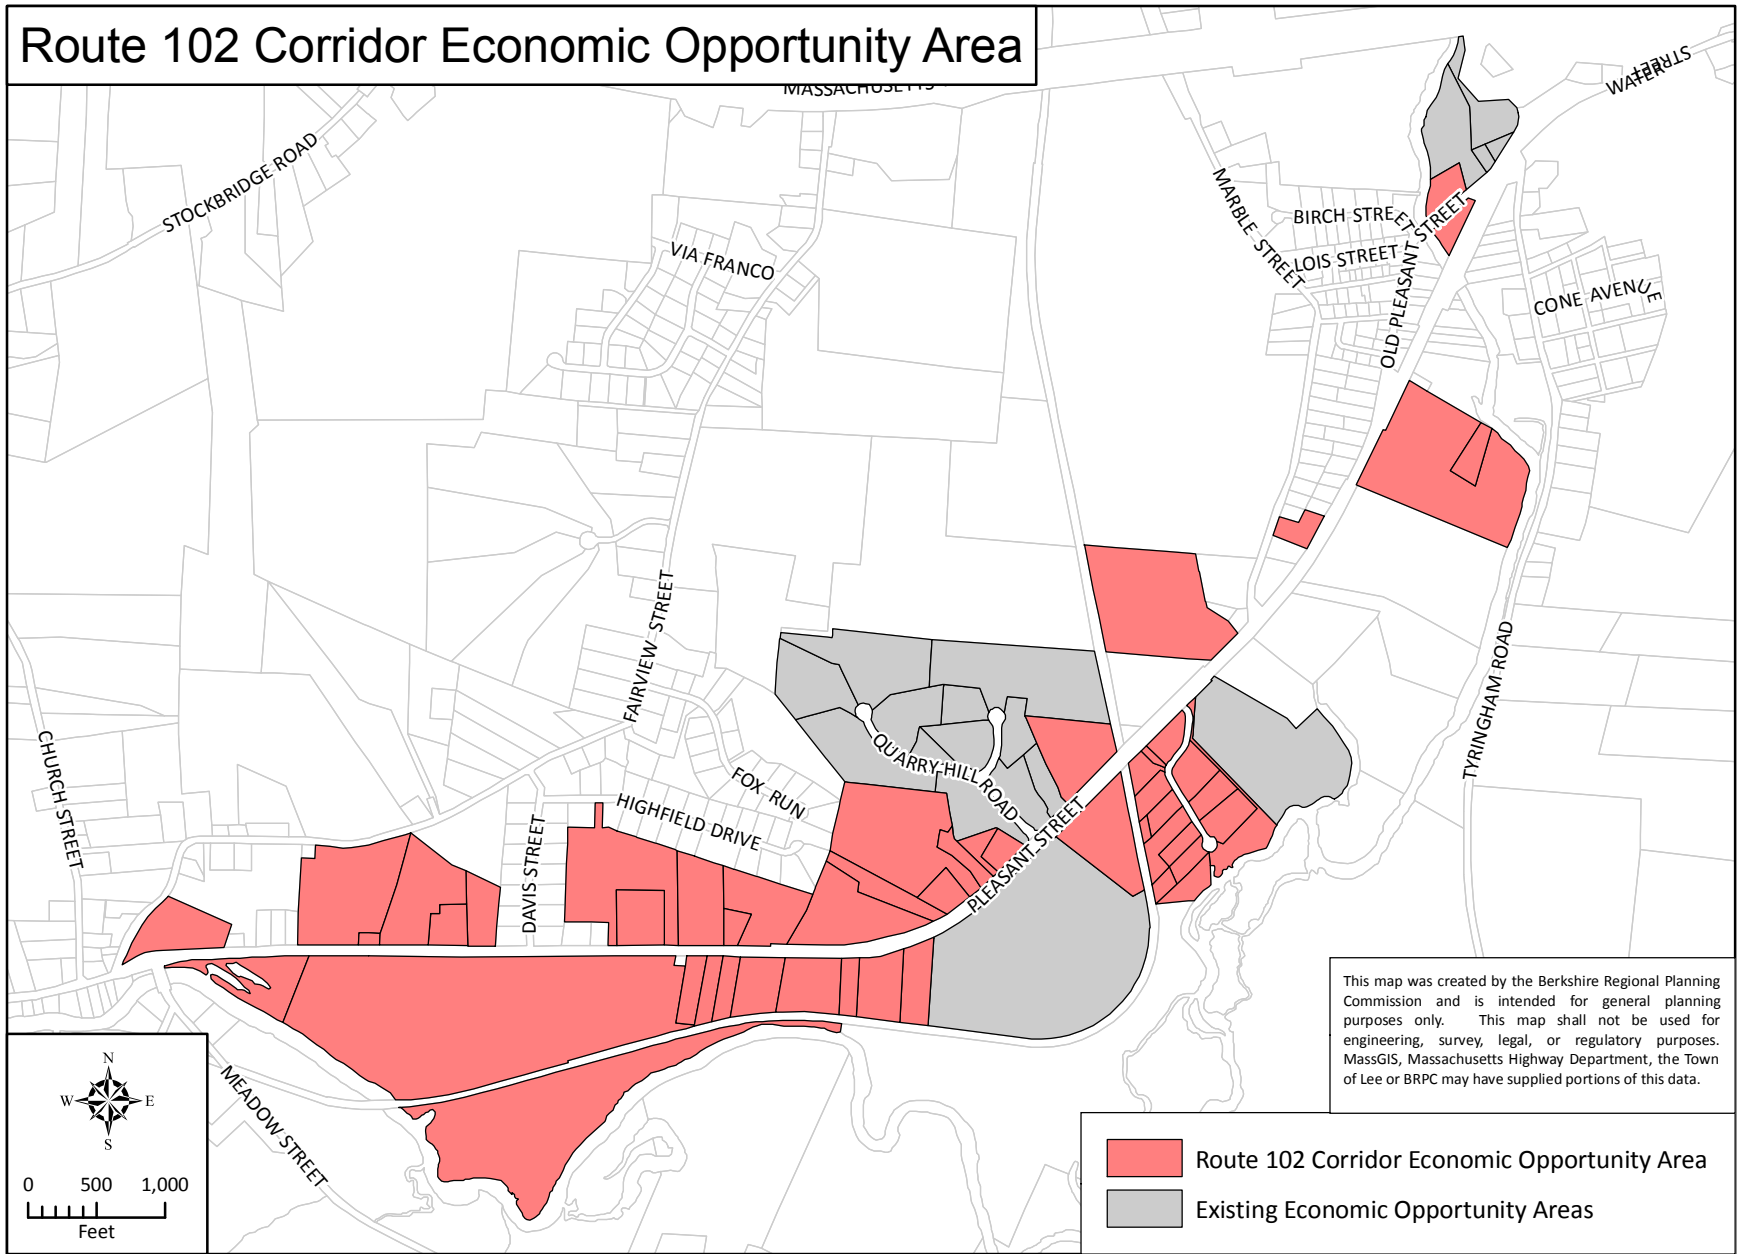 Route 102 Corridor Economic Opportunity Area
MASSACHUSETTS
WATER STREET
STOCKBRIDGE ROAD
MARBLE STREET
BIRCH STREET
VIA FRANCO
LOIS STREET
OLD PLEASANT STREET
CONE AVENUE
FAIRVIEW STREET
TYRINGHAM ROAD
CHURCH STREET
QUARRY HILL ROAD
FOX RUN
HIGHFIELD DRIVE
DAVIS STREET
PLEASANT STREET
MEADOW STREET
N
W E
S
0 500 1,000
Feet
This map was created by the Berkshire Regional Planning
Commission and is intended for general planning
purposes only. This map shall not be used for
engineering, survey, legal, or regulatory purposes.
MassGIS, Massachusetts Highway Department, the Town
of Lee or BRPC may have supplied portions of this data.
Route 102 Corridor Economic Opportunity Area
Existing Economic Opportunity Areas